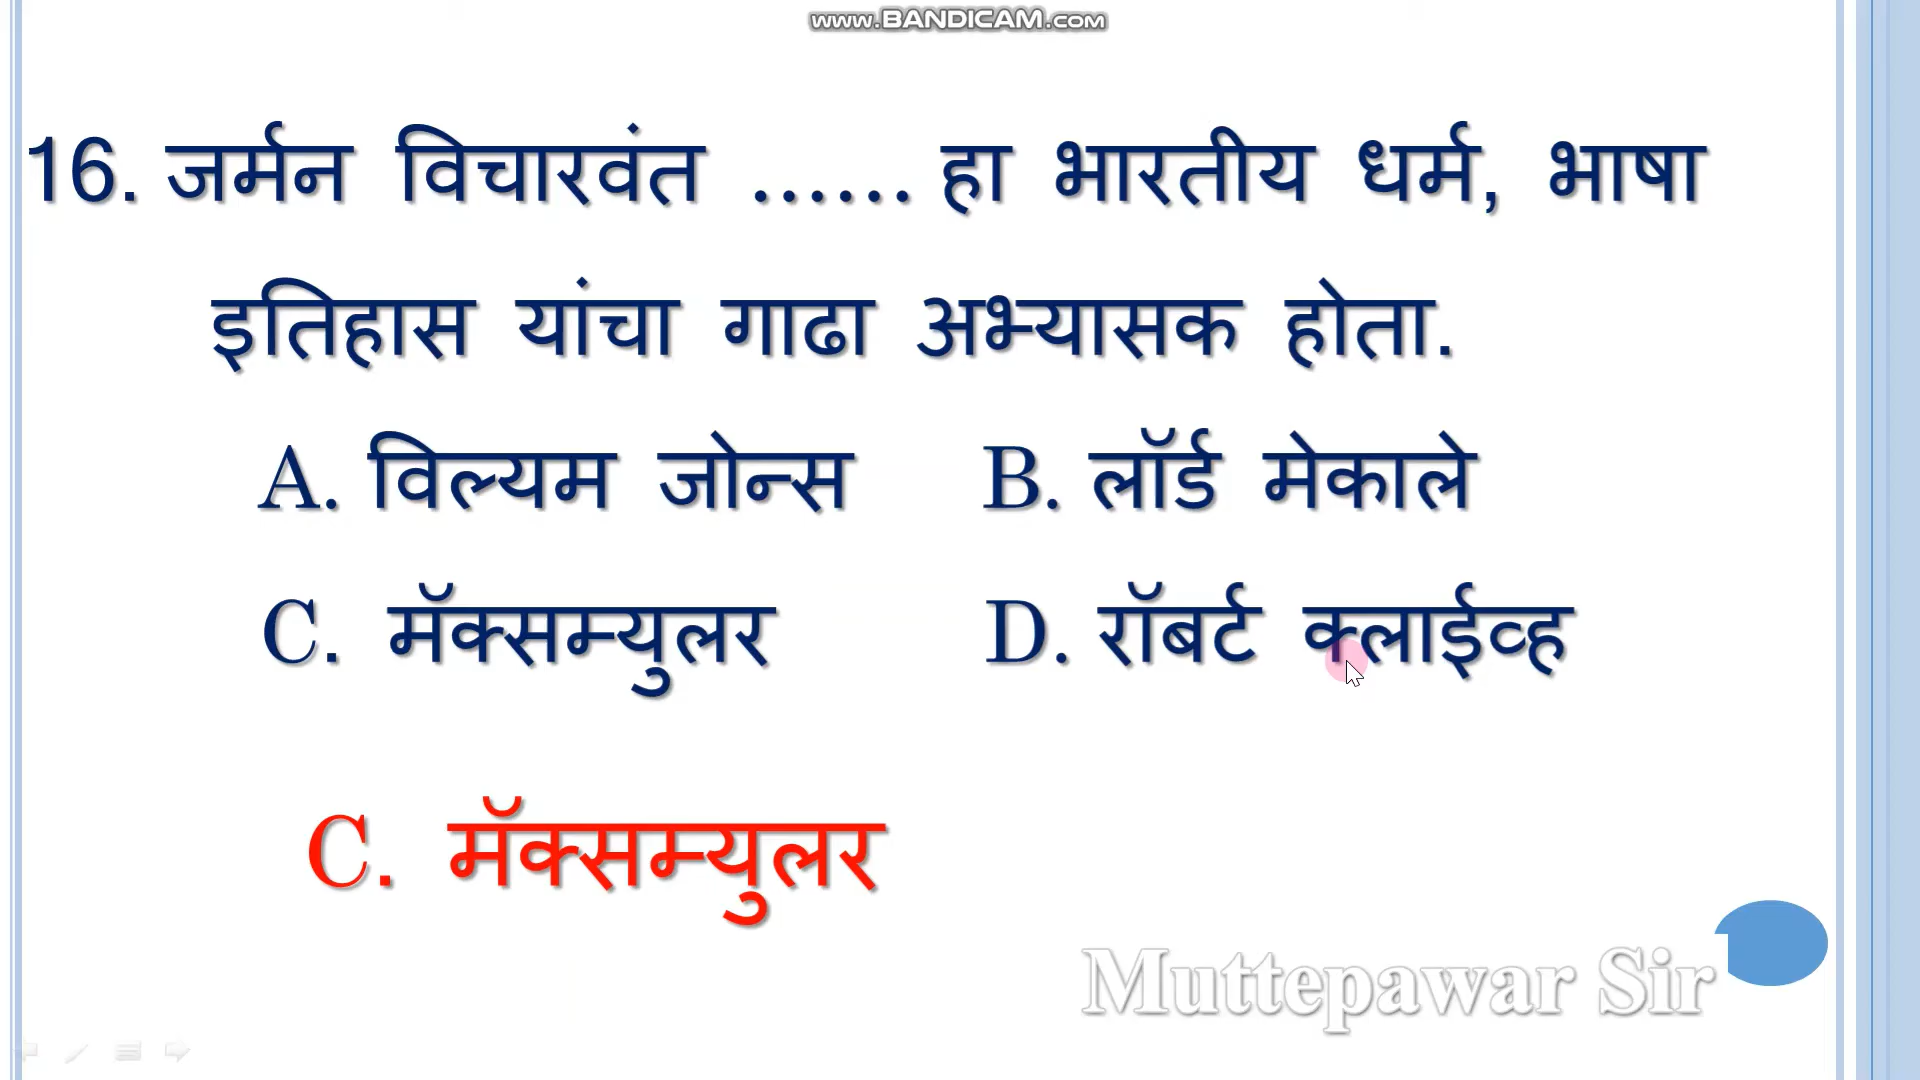 www.BANDICAM.com
16. जर्मन विचारवंत ...... हा भारतीय धर्म, भाषा
इतिहास यांचा गाढा अभ्यासक होता.
A. विल्यम जोन्स B. लॉर्ड मेकाले
C. मॅक्सम्युलर D. रॉबर्ट क्लाईव्ह
C. मॅक्सम्युलर
Muttepawar Sir